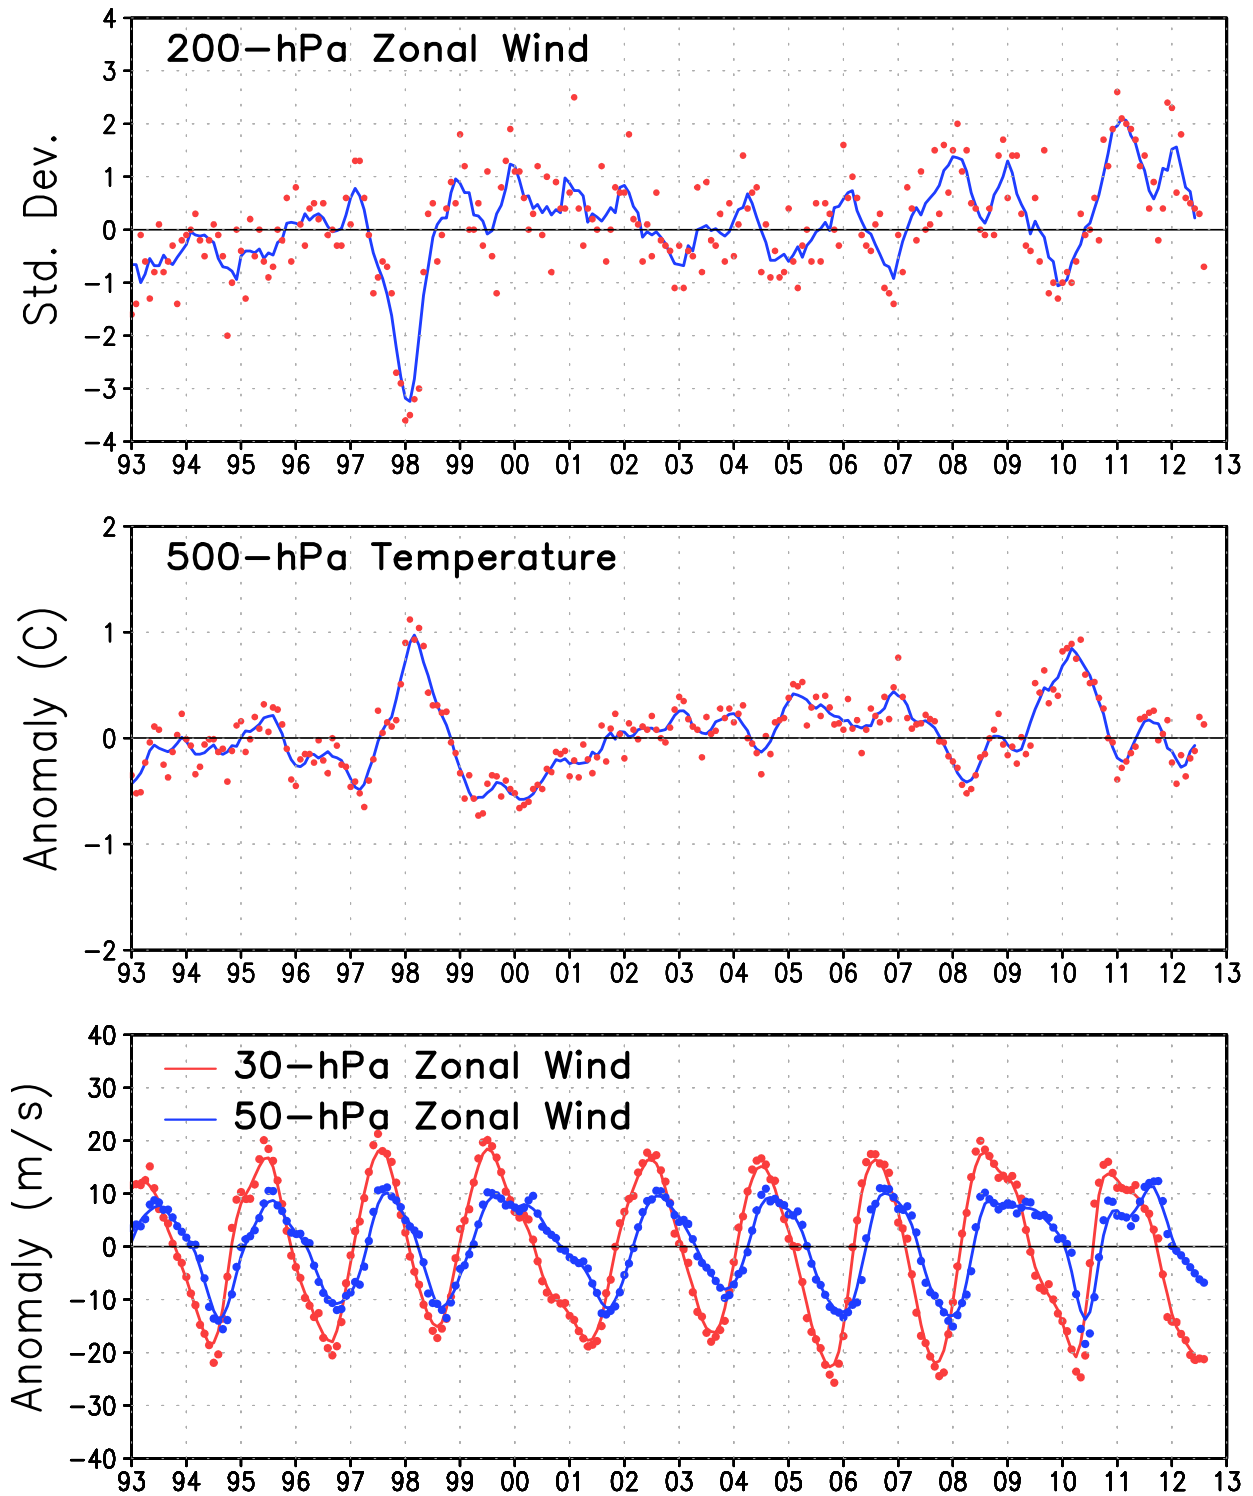 200-hPa Zonal Wind
Std. Dev.
4
3
2
1
0
-1
-2
-3
-4
93 94 95 96 97 98 99 00 01 02 03 04 05 06 07 08 09 10 11 12 13
500-hPa Temperature
Anomaly (C)
2
1
0
-1
-2
93 94 95 96 97 98 99 00 01 02 03 04 05 06 07 08 09 10 11 12 13
30-hPa Zonal Wind
50-hPa Zonal Wind
Anomaly (m/s)
40
30
20
10
0
-10
-20
-30
-40
93 94 95 96 97 98 99 00 01 02 03 04 05 06 07 08 09 10 11 12 13